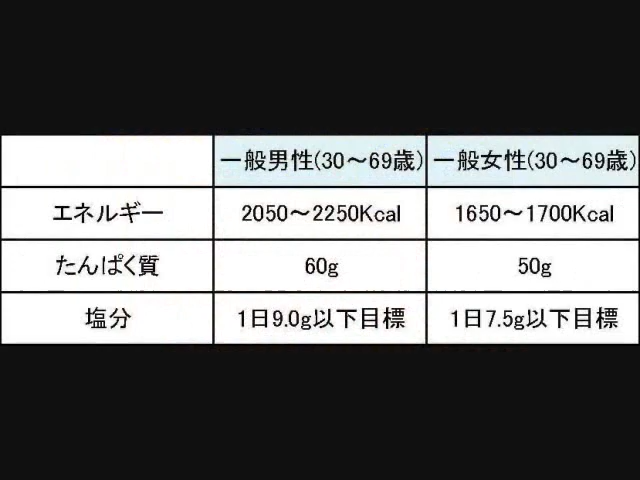 一般男性(30～69歳) 一般女性(30～69歳)
エネルギー 2050～2250Kcal 1650～1700Kcal
たんぱく質 60g 50g
塩分 1日9.0g以下目標 1日7.5g以下目標